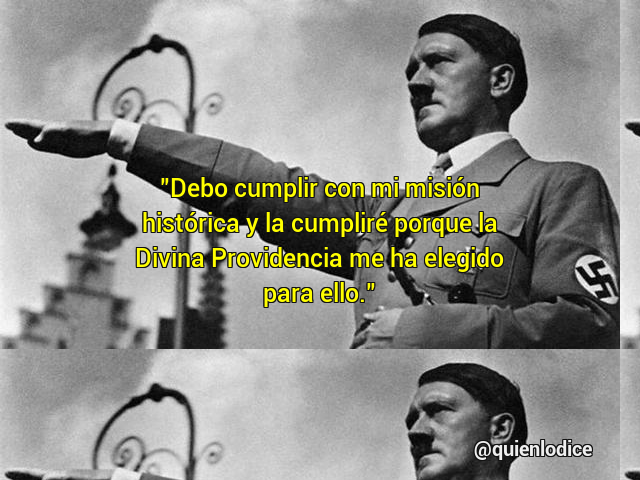 "Debo cumplir con mi misión
histórica y la cumpliré porque la
Divina Providencia me ha elegido
para ello."
@quienlodice